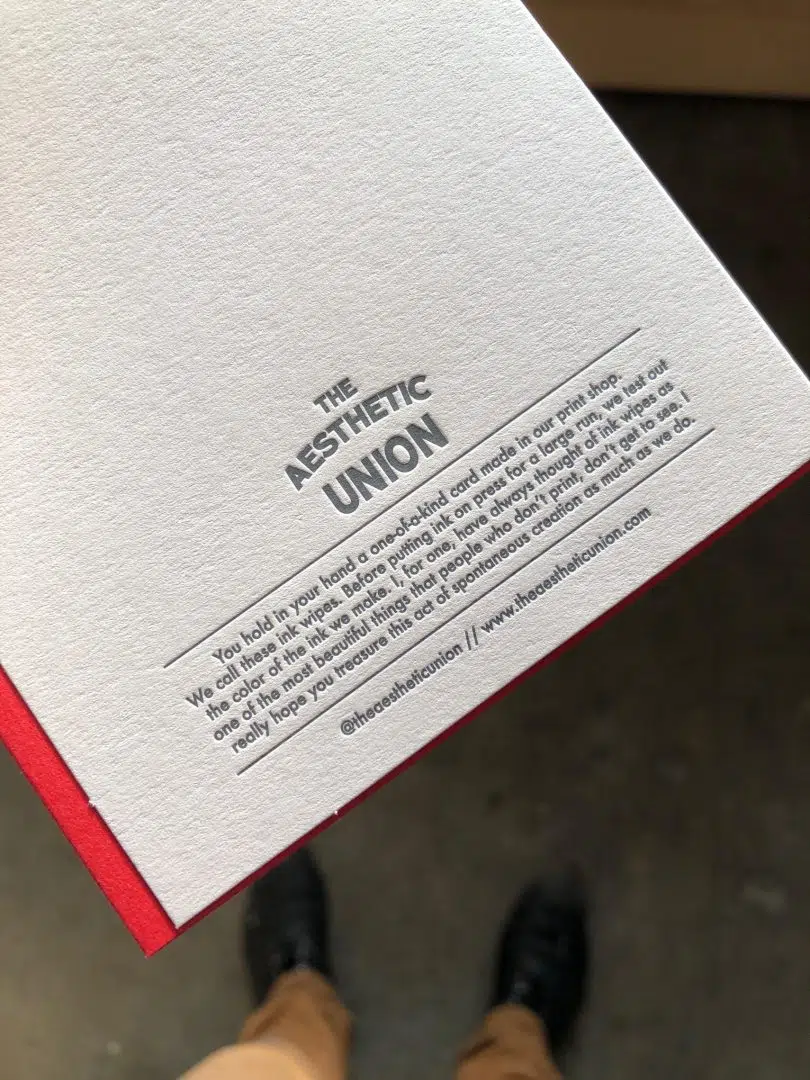 THE
AESTHETIC
UNION
You hold in your hand a one-of-a-kind card made in our print shop.
We call these ink wipes. Before putting ink on press for a large run, we test out
the color of the ink we make. I, for one, have always thought of ink wipes as
one of the most beautiful things that people who don't print, don't get to see. I
really hope you treasure this act of spontaneous creation as much as we do.
@theaestheticunion // www.theaestheticunion.com